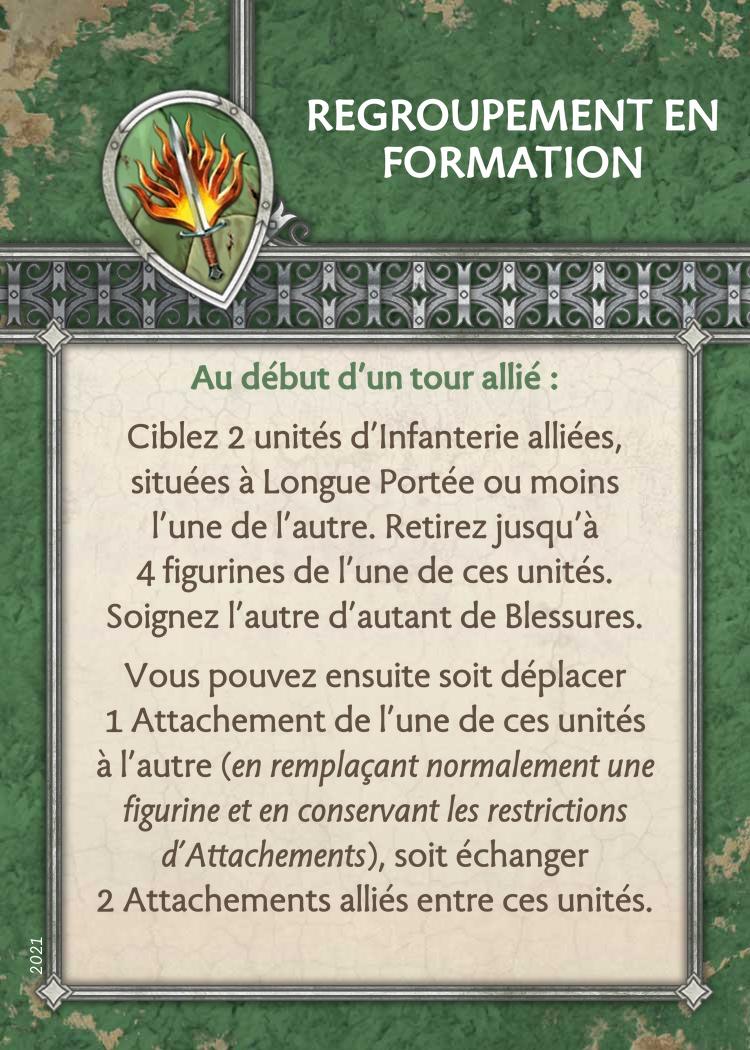 REGROUPEMENT EN
FORMATION
Au début d'un tour allié :
Ciblez 2 unités d'Infanterie alliées,
situées à Longue Portée ou moins
l'une de l'autre. Retirez jusqu'à
4 figurines de l'une de ces unités.
Soignez l'autre d'autant de Blessures.
Vous pouvez ensuite soit déplacer
1 Attachement de l'une de ces unités
à l'autre (en remplaçant normalement une
figurine et en conservant les restrictions
d'Attachements), soit échanger
2 Attachements alliés entre ces unités.
2021